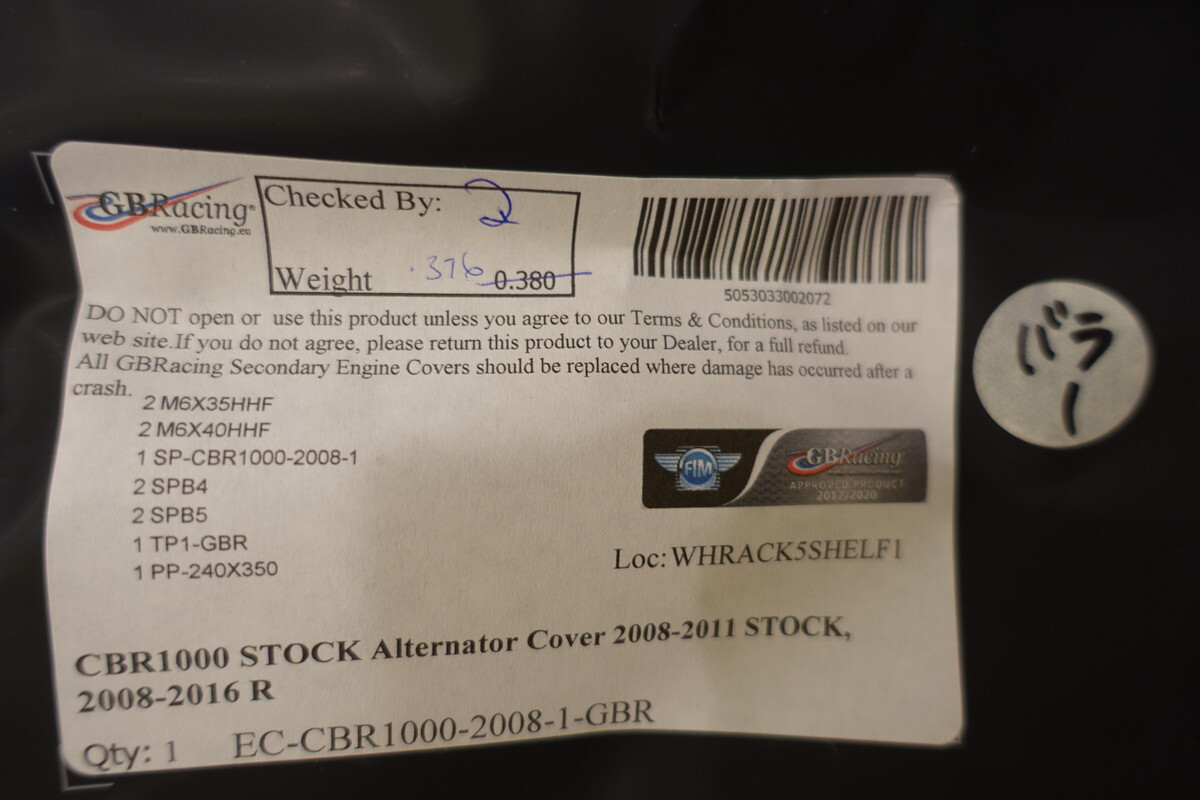 GBRacing®
www.GBRacing.eu
Checked By: 2
Weight .376 0.380
5053033002072
DO NOT open or use this product unless you agree to our Terms & Conditions, as listed on our
web site.If you do not agree, please return this product to your Dealer, for a full refund.
All GBRacing Secondary Engine Covers should be replaced where damage has occurred after a
crash.
2 M6X35HHF
2 M6X40HHF
1 SP-CBR1000-2008-1
2 SPB4
2 SPB5
1 TP1-GBR
1 PP-240X350
FIM
GBRacing
APPROVED PRODUCT
2017/2020
Loc: WHRACK5SHELF1
CBR1000 STOCK Alternator Cover 2008-2011 STOCK,
2008-2016 R
Qty: 1 EC-CBR1000-2008-1-GBR
バラ